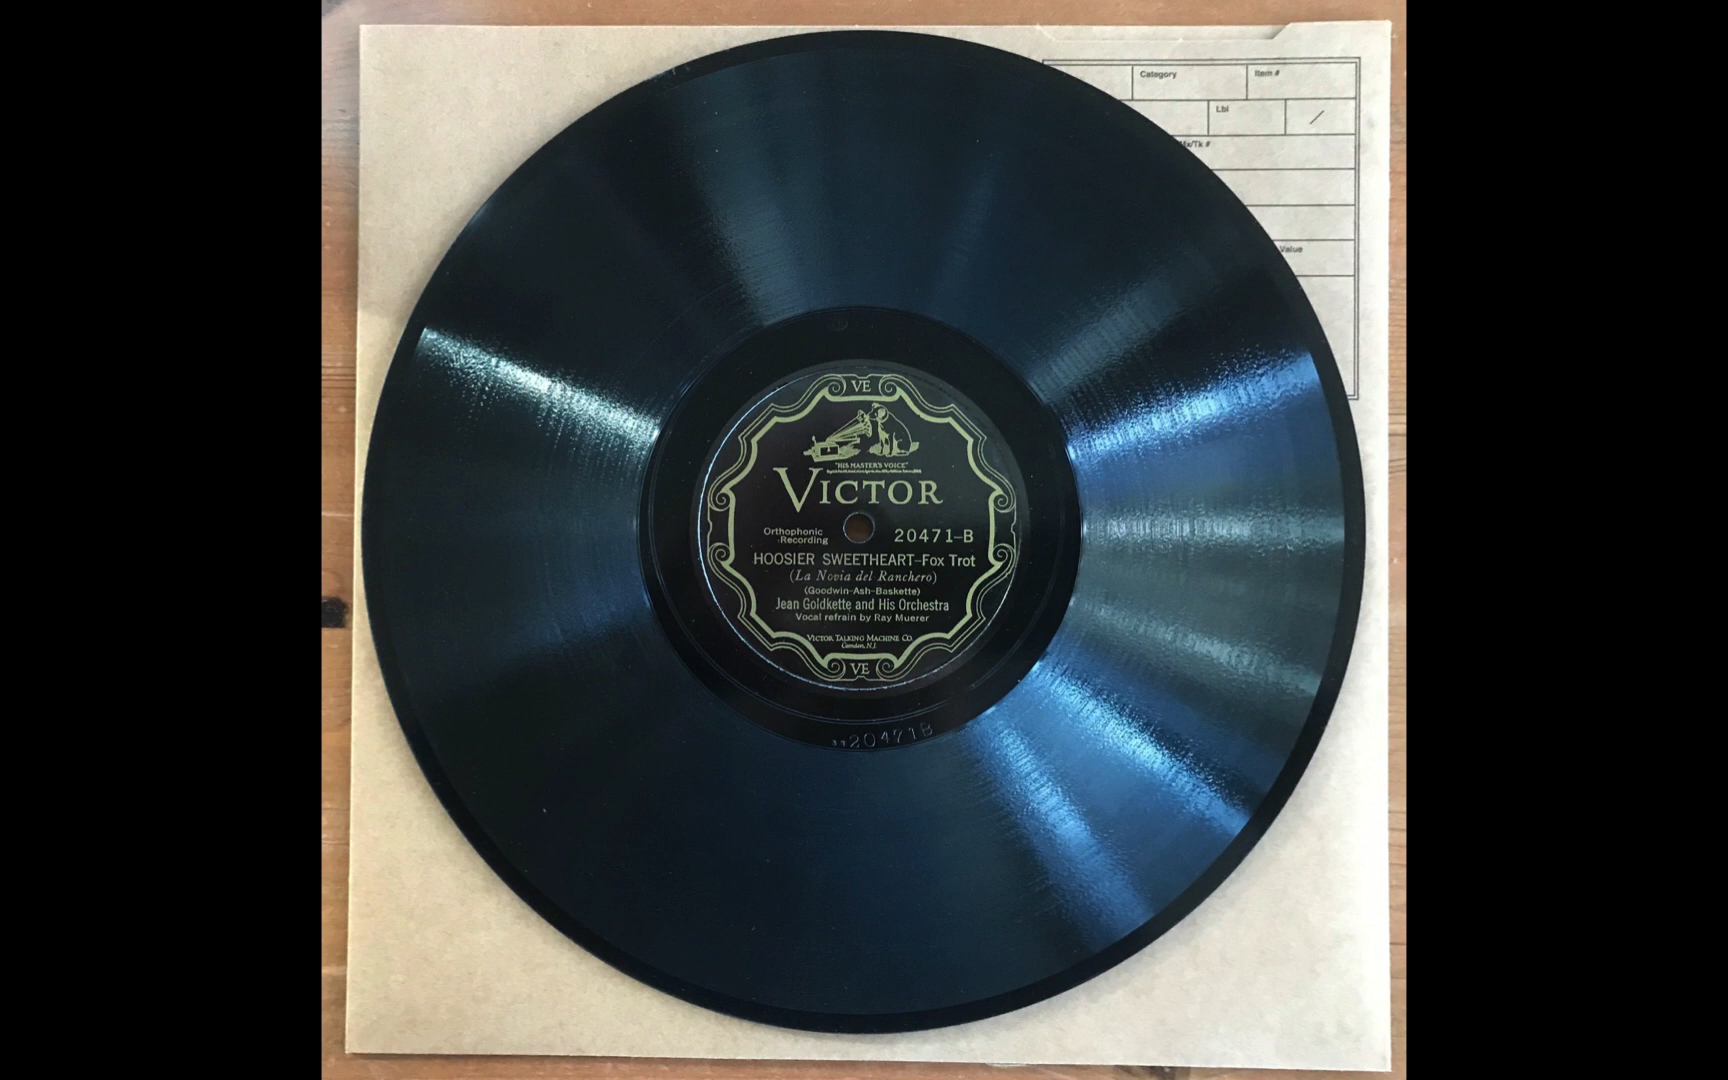 Category
Item #
Lbl
/
Mx/Tk #
Value
VE
"HIS MASTER'S VOICE"
VICTOR
Orthophonic
Recording
20471-B
HOOSIER SWEETHEART-Fox Trot
(La Novia del Ranchero)
(Goodwin-Ash-Baskette)
Jean Goldkette and His Orchestra
Vocal refrain by Ray Muerer
VICTOR TALKING MACHINE CO.
Camden, N.J.
VE
20471B